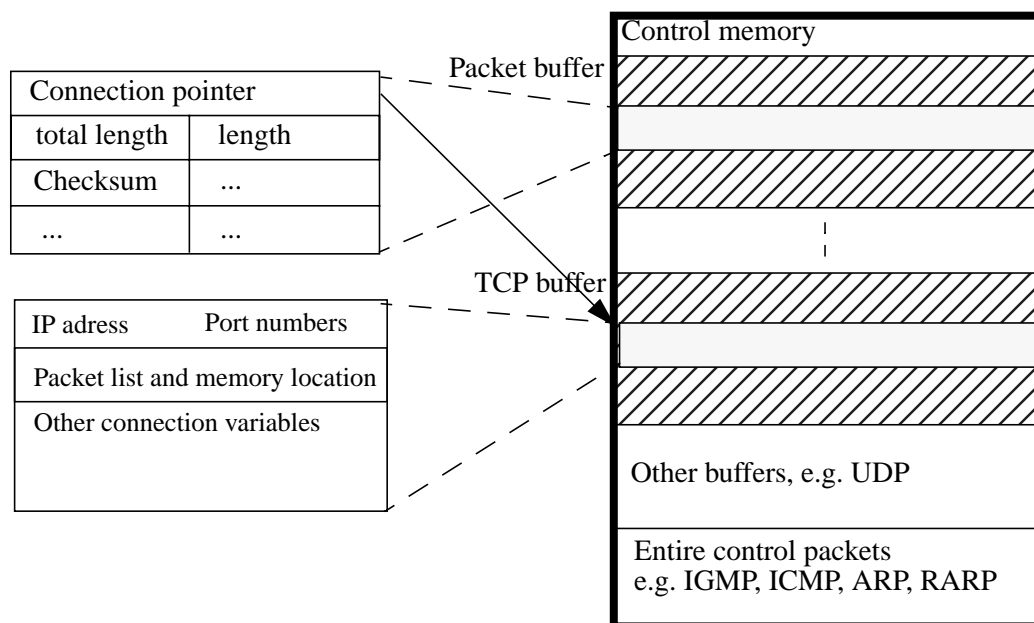 Control memory
Packet buffer
Connection pointer
total length
length
Checksum
...
...
...
TCP buffer
IP adress
Port numbers
Packet list and memory location
Other connection variables
Other buffers, e.g. UDP
Entire control packets
e.g. IGMP, ICMP, ARP, RARP